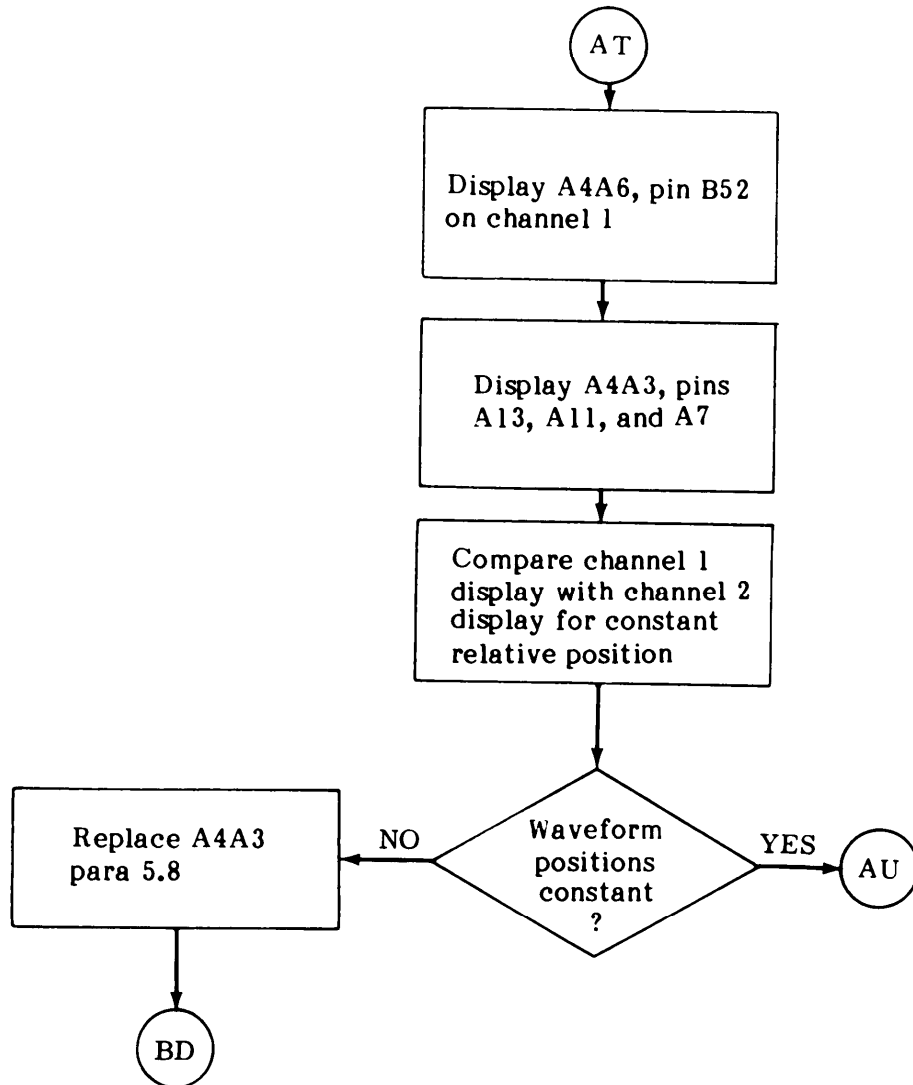 AT
Display A4A6, pin B52
on channel 1
Display A4A3, pins
A13, A11, and A7
Compare channel 1
display with channel 2
display for constant
relative position
Waveform
positions
constant
?
NO
YES
Replace A4A3
para 5.8
AU
BD